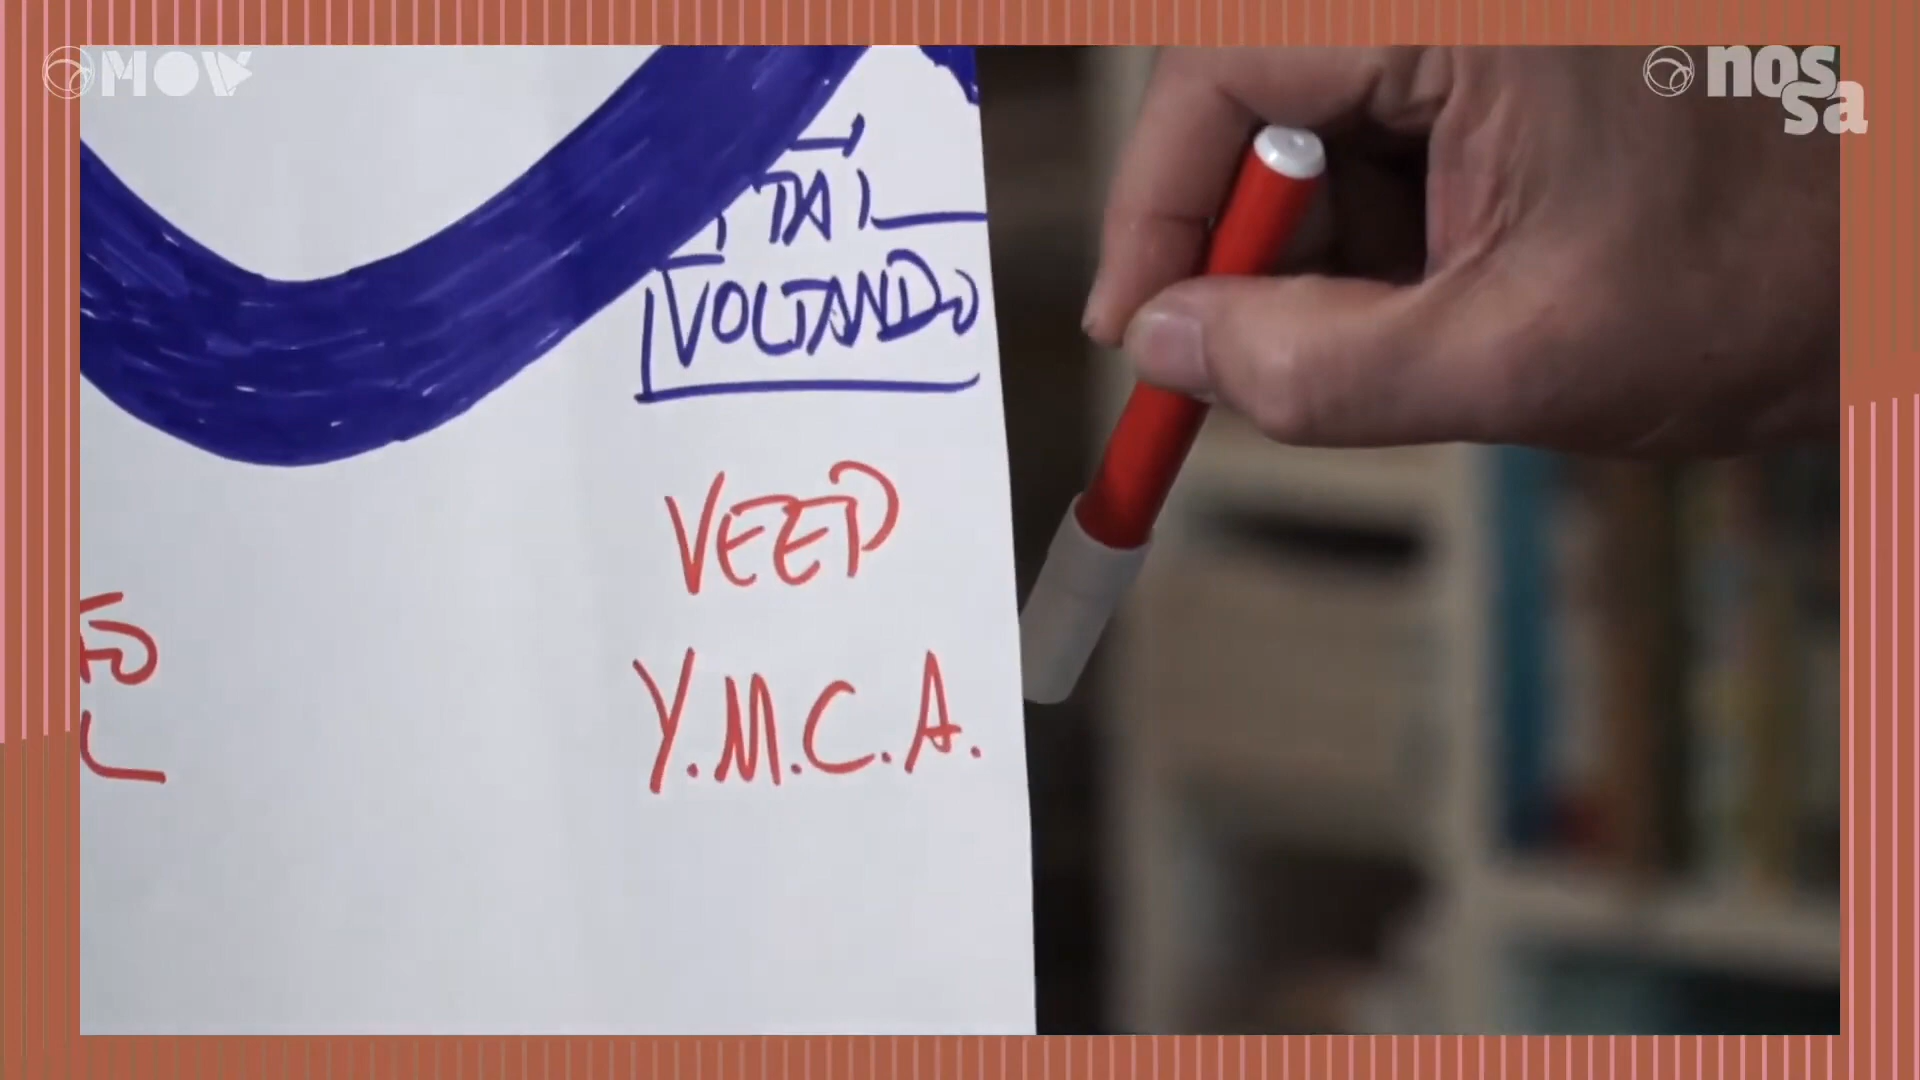 MOV
nossa
TÁ
VOLTANDO
VEEP
Y.M.C.A.